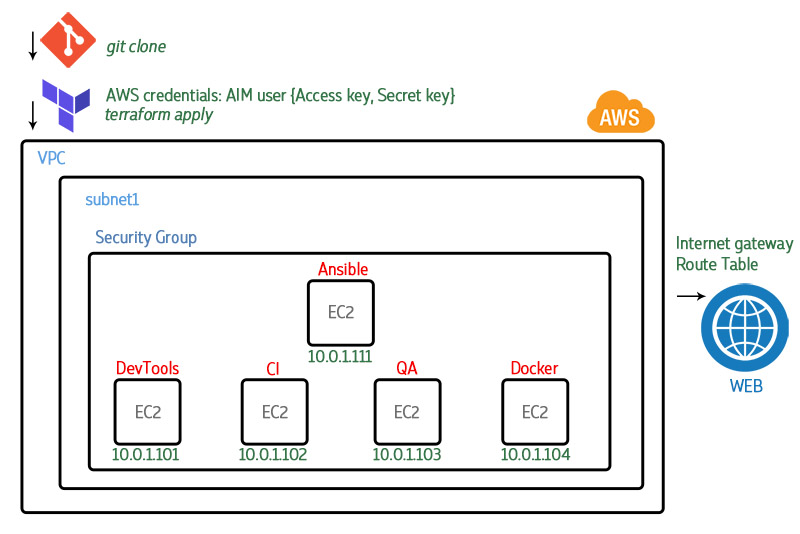 git clone
AWS credentials: AIM user {Access key, Secret key}
terraform apply
AWS
VPC
subnet1
Security Group
Internet gateway
Route Table
WEB
Ansible
EC2
10.0.1.111
DevTools
CI
QA
Docker
EC2
EC2
EC2
EC2
10.0.1.101
10.0.1.102
10.0.1.103
10.0.1.104